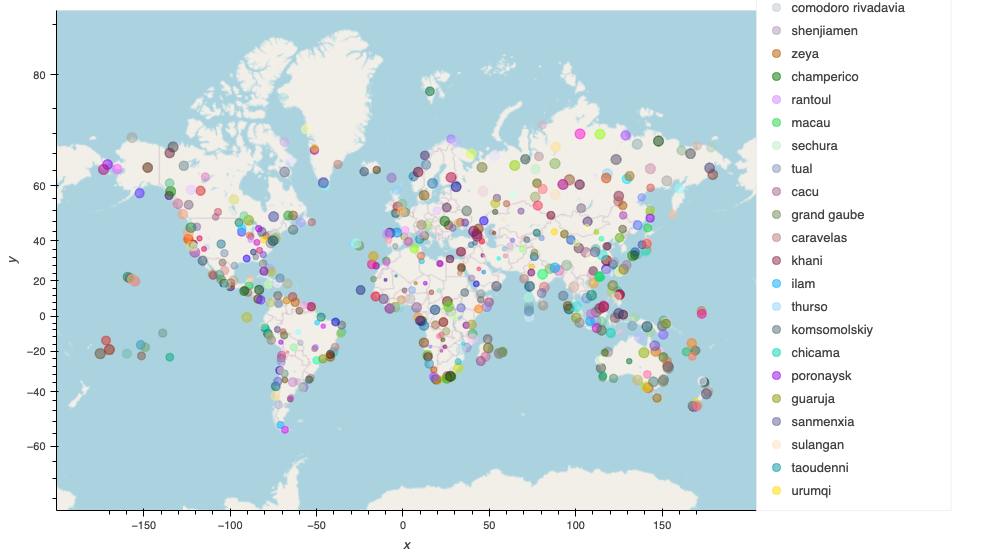 comodoro rivadavia
shenjiamen
zeya
champerico
rantoul
macau
sechura
tual
cacu
grand gaube
caravelas
khani
ilam
thurso
komsomolskiy
chicama
poronaysk
guaruja
sanmenxia
sulangan
taoudenni
urumqi
y
80
60
40
20
0
−20
−40
−60
−150
−100
−50
0
50
100
150
x